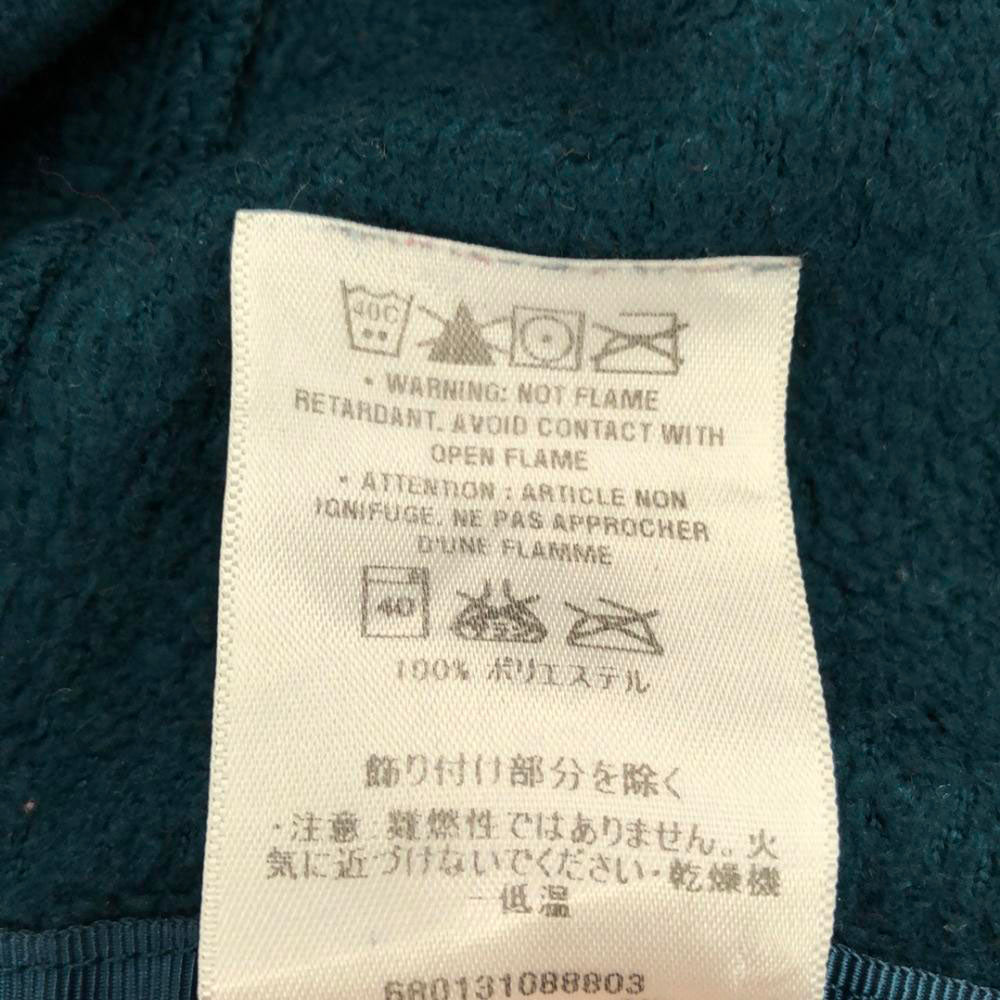 40C
• WARNING: NOT FLAME
RETARDANT. AVOID CONTACT WITH
OPEN FLAME
• ATTENTION : ARTICLE NON
IGNIFUGE. NE PAS APPROCHER
D'UNE FLAMME
40
100% ポリエステル
飾り付け部分を除く
・注意 難燃性ではありません。火
気に近づけないでください・乾燥機
－低温
680131088803